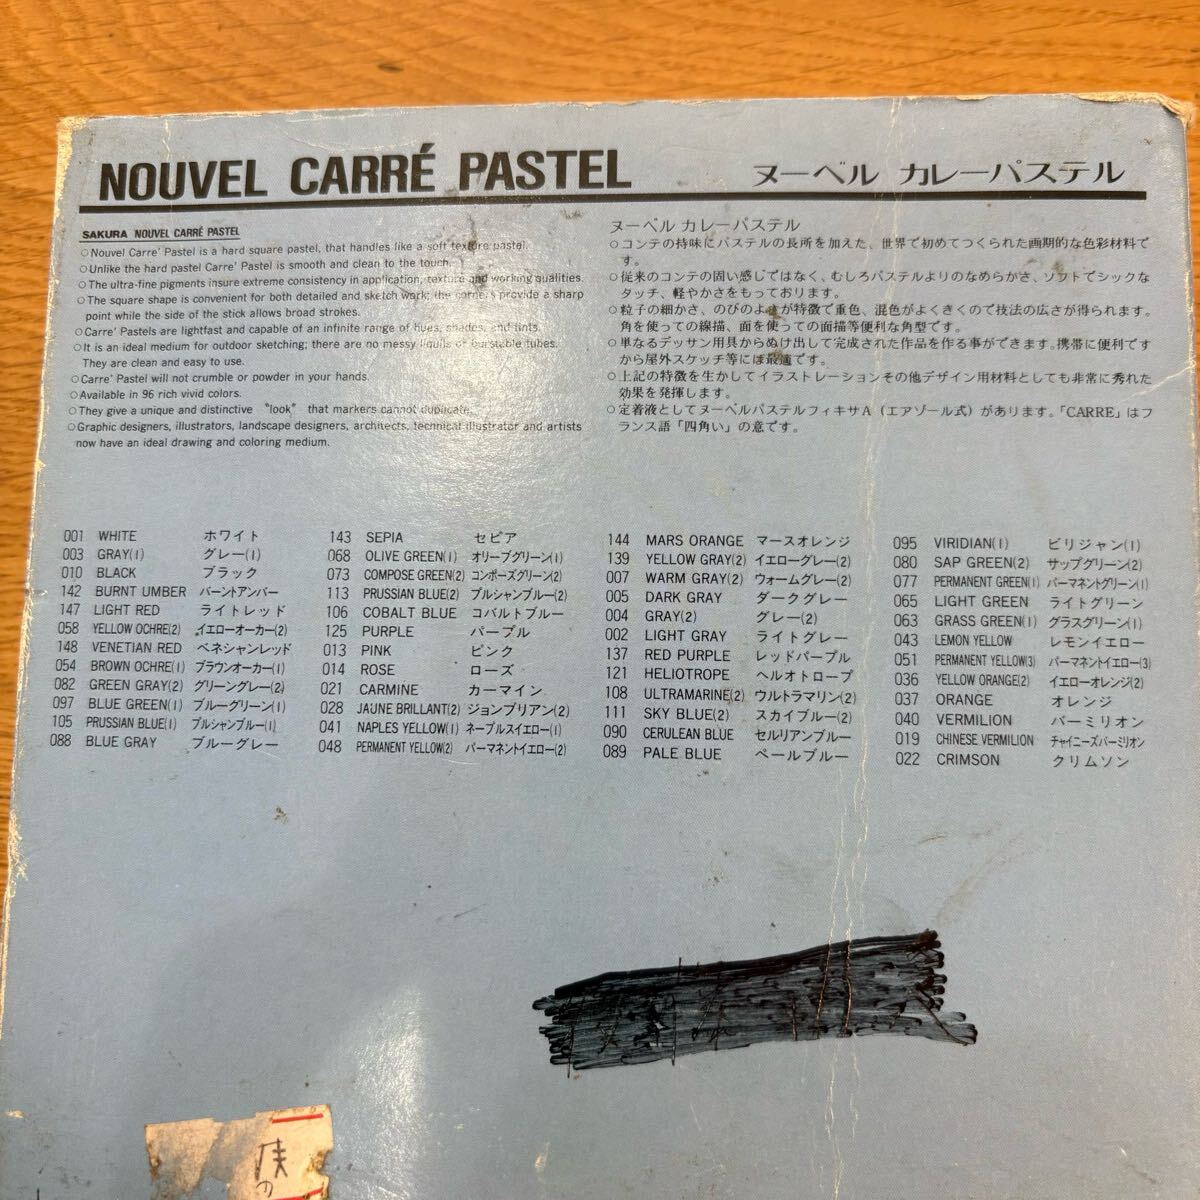 NOUVEL CARRÉ PASTEL
ヌーベル カレーパステル
SAKURA NOUVEL CARRÉ PASTEL
○Nouvel Carre' Pastel is a hard square pastel, that handles like a soft texture pastel.
○Unlike the hard pastel Carre' Pastel is smooth and clean to the touch.
○The ultra-fine pigments insure extreme consistency in application, texture and working qualities.
○The square shape is convenient for both detailed and sketch work; the corners provide a sharp
point while the side of the stick allows broad strokes.
○Carre' Pastels are lightfast and capable of an infinite range of hues, shades, and tints.
○It is an ideal medium for outdoor sketching; there are no messy liquids or burstable tubes.
They are clean and easy to use.
○Carre' Pastel will not crumble or powder in your hands.
○Available in 96 rich vivid colors.
○They give a unique and distinctive "look" that markers cannot duplicate.
○Graphic designers, illustrators, landscape designers, architects, technical illustrator and artists
now have an ideal drawing and coloring medium.
ヌーベル カレーパステル
○コンテの持味にパステルの長所を加えた、世界で初めてつくられた画期的な色彩材料で
す。
○従来のコンテの固い感じではなく、むしろパステルよりのなめらかさ、ソフトでシックな
タッチ、軽やかさをもっております。
○粒子の細かさ、のびのよさが特徴で重色、混色がよくきくので技法の広さが得られます。
角を使っての線描、面を使っての面描等便利な角型です。
○単なるデッサン用具からぬけ出して完成された作品を作る事ができます。携帯に便利です
から屋外スケッチ等には最適です。
○上記の特徴を生かしてイラストレーションその他デザイン用材料としても非常に秀れた
効果を発揮します。
○定着液としてヌーベルパステルフィキサA（エアゾール式）があります。「CARRE」はフ
ランス語「四角い」の意です。
001 WHITE ホワイト
003 GRAY(1) グレー(1)
010 BLACK ブラック
142 BURNT UMBER バーントアンバー
147 LIGHT RED ライトレッド
058 YELLOW OCHRE(2) イエローオーカー(2)
148 VENETIAN RED ベネシャンレッド
054 BROWN OCHRE(1) ブラウンオーカー(1)
082 GREEN GRAY(2) グリーングレー(2)
097 BLUE GREEN(1) ブルーグリーン(1)
105 PRUSSIAN BLUE(1) プルシャンブルー(1)
088 BLUE GRAY ブルーグレー
143 SEPIA セピア
068 OLIVE GREEN(1) オリーブグリーン(1)
073 COMPOSE GREEN(2) コンポーズグリーン(2)
113 PRUSSIAN BLUE(2) プルシャンブルー(2)
106 COBALT BLUE コバルトブルー
125 PURPLE パープル
013 PINK ピンク
014 ROSE ローズ
021 CARMINE カーマイン
028 JAUNE BRILLANT(2) ジョンブリアン(2)
041 NAPLES YELLOW(1) ネープルスイエロー(1)
048 PERMANENT YELLOW(2) パーマネントイエロー(2)
144 MARS ORANGE マースオレンジ
139 YELLOW GRAY(2) イエローグレー(2)
007 WARM GRAY(2) ウォームグレー(2)
005 DARK GRAY ダークグレー
004 GRAY(2) グレー(2)
002 LIGHT GRAY ライトグレー
137 RED PURPLE レッドパープル
121 HELIOTROPE ヘルオトロープ
108 ULTRAMARINE(2) ウルトラマリン(2)
111 SKY BLUE(2) スカイブルー(2)
090 CERULEAN BLUE セルリアンブルー
089 PALE BLUE ペールブルー
095 VIRIDIAN(1) ビリジャン(1)
080 SAP GREEN(2) サップグリーン(2)
077 PERMANENT GREEN(1) パーマネントグリーン(1)
065 LIGHT GREEN ライトグリーン
063 GRASS GREEN(1) グラスグリーン(1)
043 LEMON YELLOW レモンイエロー
051 PERMANENT YELLOW(3) パーマネントイエロー(3)
036 YELLOW ORANGE(2) イエローオレンジ(2)
037 ORANGE オレンジ
040 VERMILION バーミリオン
019 CHINESE VERMILION チャイニーズバーミリオン
022 CRIMSON クリムソン